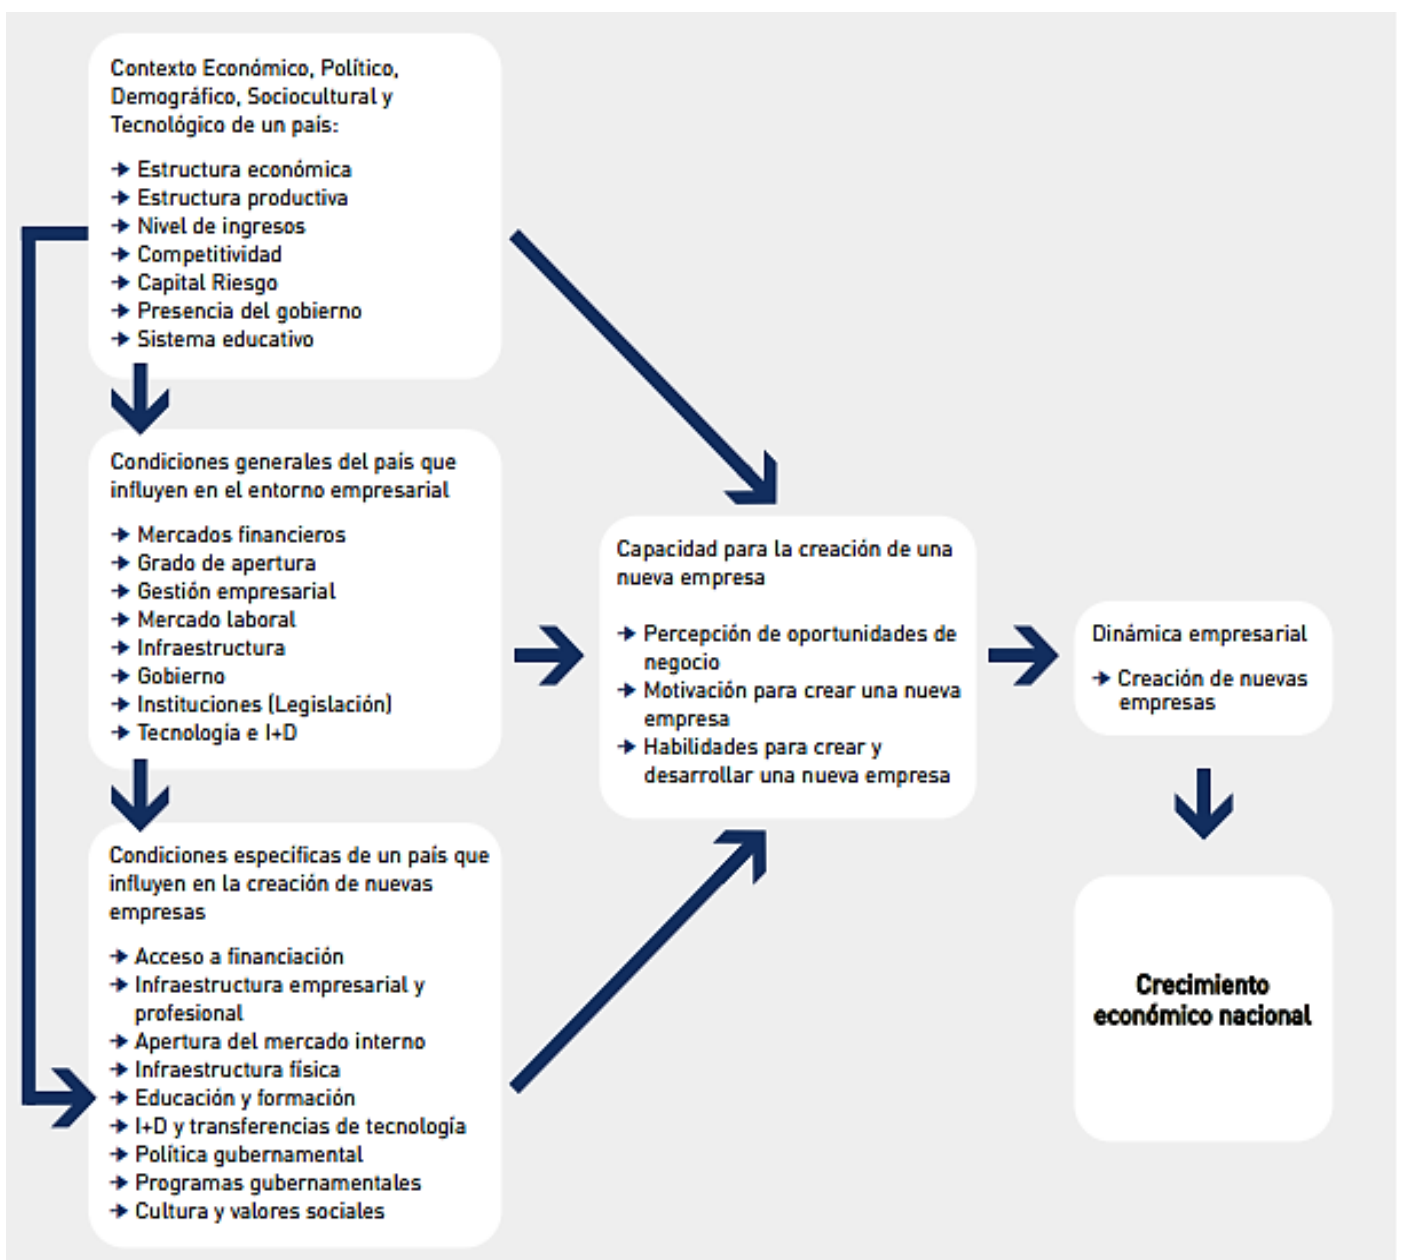 Contexto Económico, Político,
Demográfico, Sociocultural y
Tecnológico de un país:
Estructura económica
Estructura productiva
Nivel de ingresos
Competitividad
Capital Riesgo
Presencia del gobierno
Sistema educativo
Condiciones generales del país que
influyen en el entorno empresarial
Mercados financieros
Grado de apertura
Gestión empresarial
Mercado laboral
Infraestructura
Gobierno
Instituciones (Legislación)
Tecnología e I+D
Condiciones específicas de un país que
influyen en la creación de nuevas
empresas
Acceso a financiación
Infraestructura empresarial y
profesional
Apertura del mercado interno
Infraestructura física
Educación y formación
I+D y transferencias de tecnología
Política gubernamental
Programas gubernamentales
Cultura y valores sociales
Capacidad para la creación de una
nueva empresa
Percepción de oportunidades de
negocio
Motivación para crear una nueva
empresa
Habilidades para crear y
desarrollar una nueva empresa
Dinámica empresarial
Creación de nuevas
empresas
Crecimiento
económico nacional